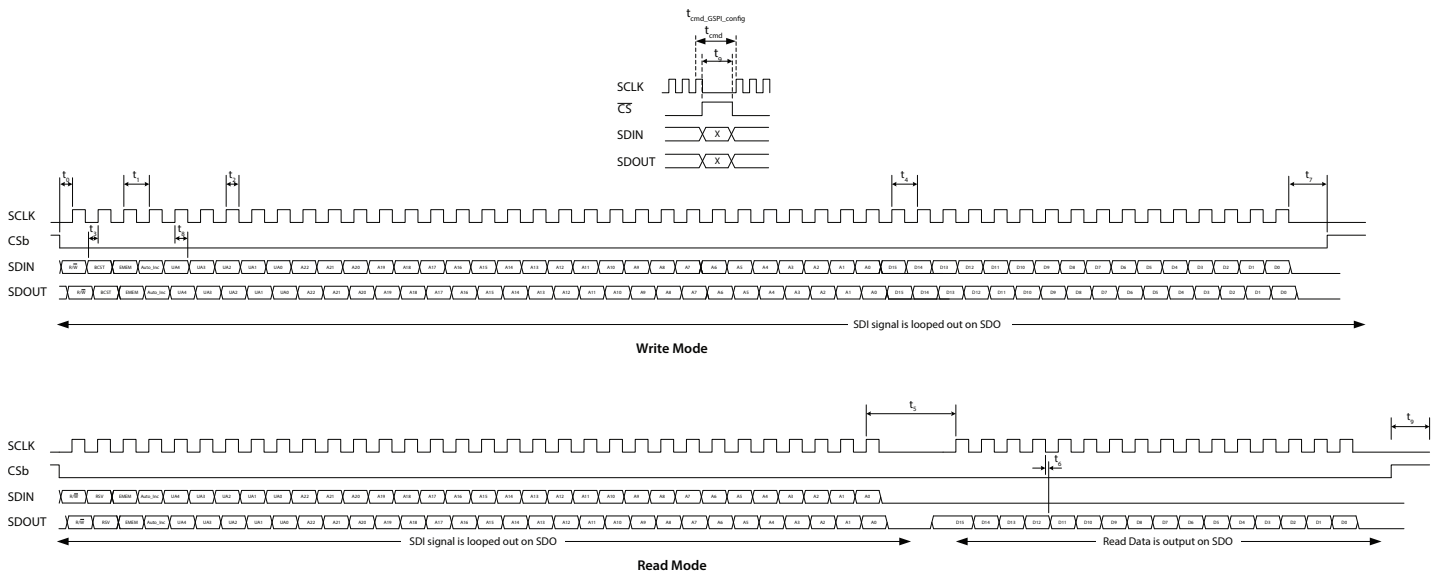 tcmd_GSPI_config
tcmd
t9
SCLK
CS
SDIN X
SDOUT X
t0 t1 t2 t4 t7
SCLK
CSb
t3 t8
SDIN R/W BCST EMEM Auto_Inc UA4 UA3 UA2 UA1 UA0 A22 A21 A20 A19 A18 A17 A16 A15 A14 A13 A12 A11 A10 A9 A8 A7 A6 A5 A4 A3 A2 A1 A0 D15 D14 D13 D12 D11 D10 D9 D8 D7 D6 D5 D4 D3 D2 D1 D0
SDOUT R/W BCST EMEM Auto_Inc UA4 UA3 UA2 UA1 UA0 A22 A21 A20 A19 A18 A17 A16 A15 A14 A13 A12 A11 A10 A9 A8 A7 A6 A5 A4 A3 A2 A1 A0 D15 D14 D13 D12 D11 D10 D9 D8 D7 D6 D5 D4 D3 D2 D1 D0
SDI signal is looped out on SDO
Write Mode
t5
SCLK
t9
CSb
t6
SDIN R/W RSV EMEM Auto_Inc UA4 UA3 UA2 UA1 UA0 A22 A21 A20 A19 A18 A17 A16 A15 A14 A13 A12 A11 A10 A9 A8 A7 A6 A5 A4 A3 A2 A1 A0
SDOUT R/W RSV EMEM Auto_Inc UA4 UA3 UA2 UA1 UA0 A22 A21 A20 A19 A18 A17 A16 A15 A14 A13 A12 A11 A10 A9 A8 A7 A6 A5 A4 A3 A2 A1 A0 D15 D14 D13 D12 D11 D10 D9 D8 D7 D6 D5 D4 D3 D2 D1 D0
SDI signal is looped out on SDO Read Data is output on SDO
Read Mode